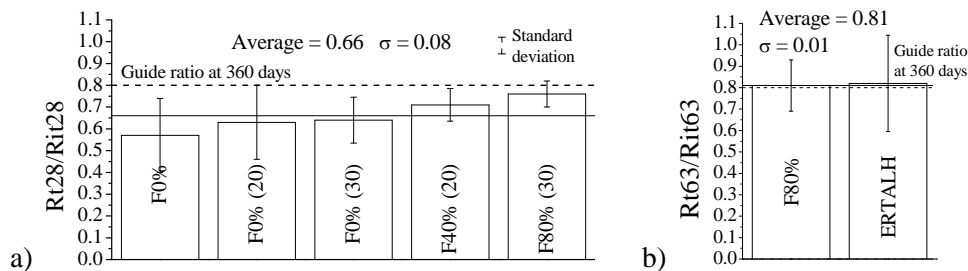 1.1
1.0
0.9
0.8
0.7
0.6
0.5
0.4
0.3
0.2
0.1
0.0
Rt28/Rit28
Average = 0.66 σ = 0.08
Standard
deviation
Guide ratio at 360 days
F0%
F0% (20)
F0% (30)
F40% (20)
F80% (30)
a)
1.1
1.0
0.9
0.8
0.7
0.6
0.5
0.4
0.3
0.2
0.1
0.0
Rt63/Rit63
Average = 0.81
σ = 0.01
Guide ratio
at 360 days
F80%
ERTALH
b)